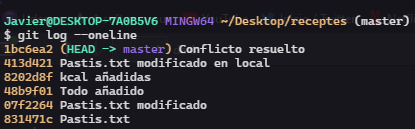 Javier@DESKTOP-7A0B5V6 MINGW64 ~/Desktop/receptes (master)
$ git log --oneline
1bc6ea2 (HEAD -> master) Conflicto resuelto
413d421 Pastis.txt modificado en local
8202d8f kcal añadidas
48b9f01 Todo añadido
07f2264 Pastis.txt modificado
831471c Pastis.txt